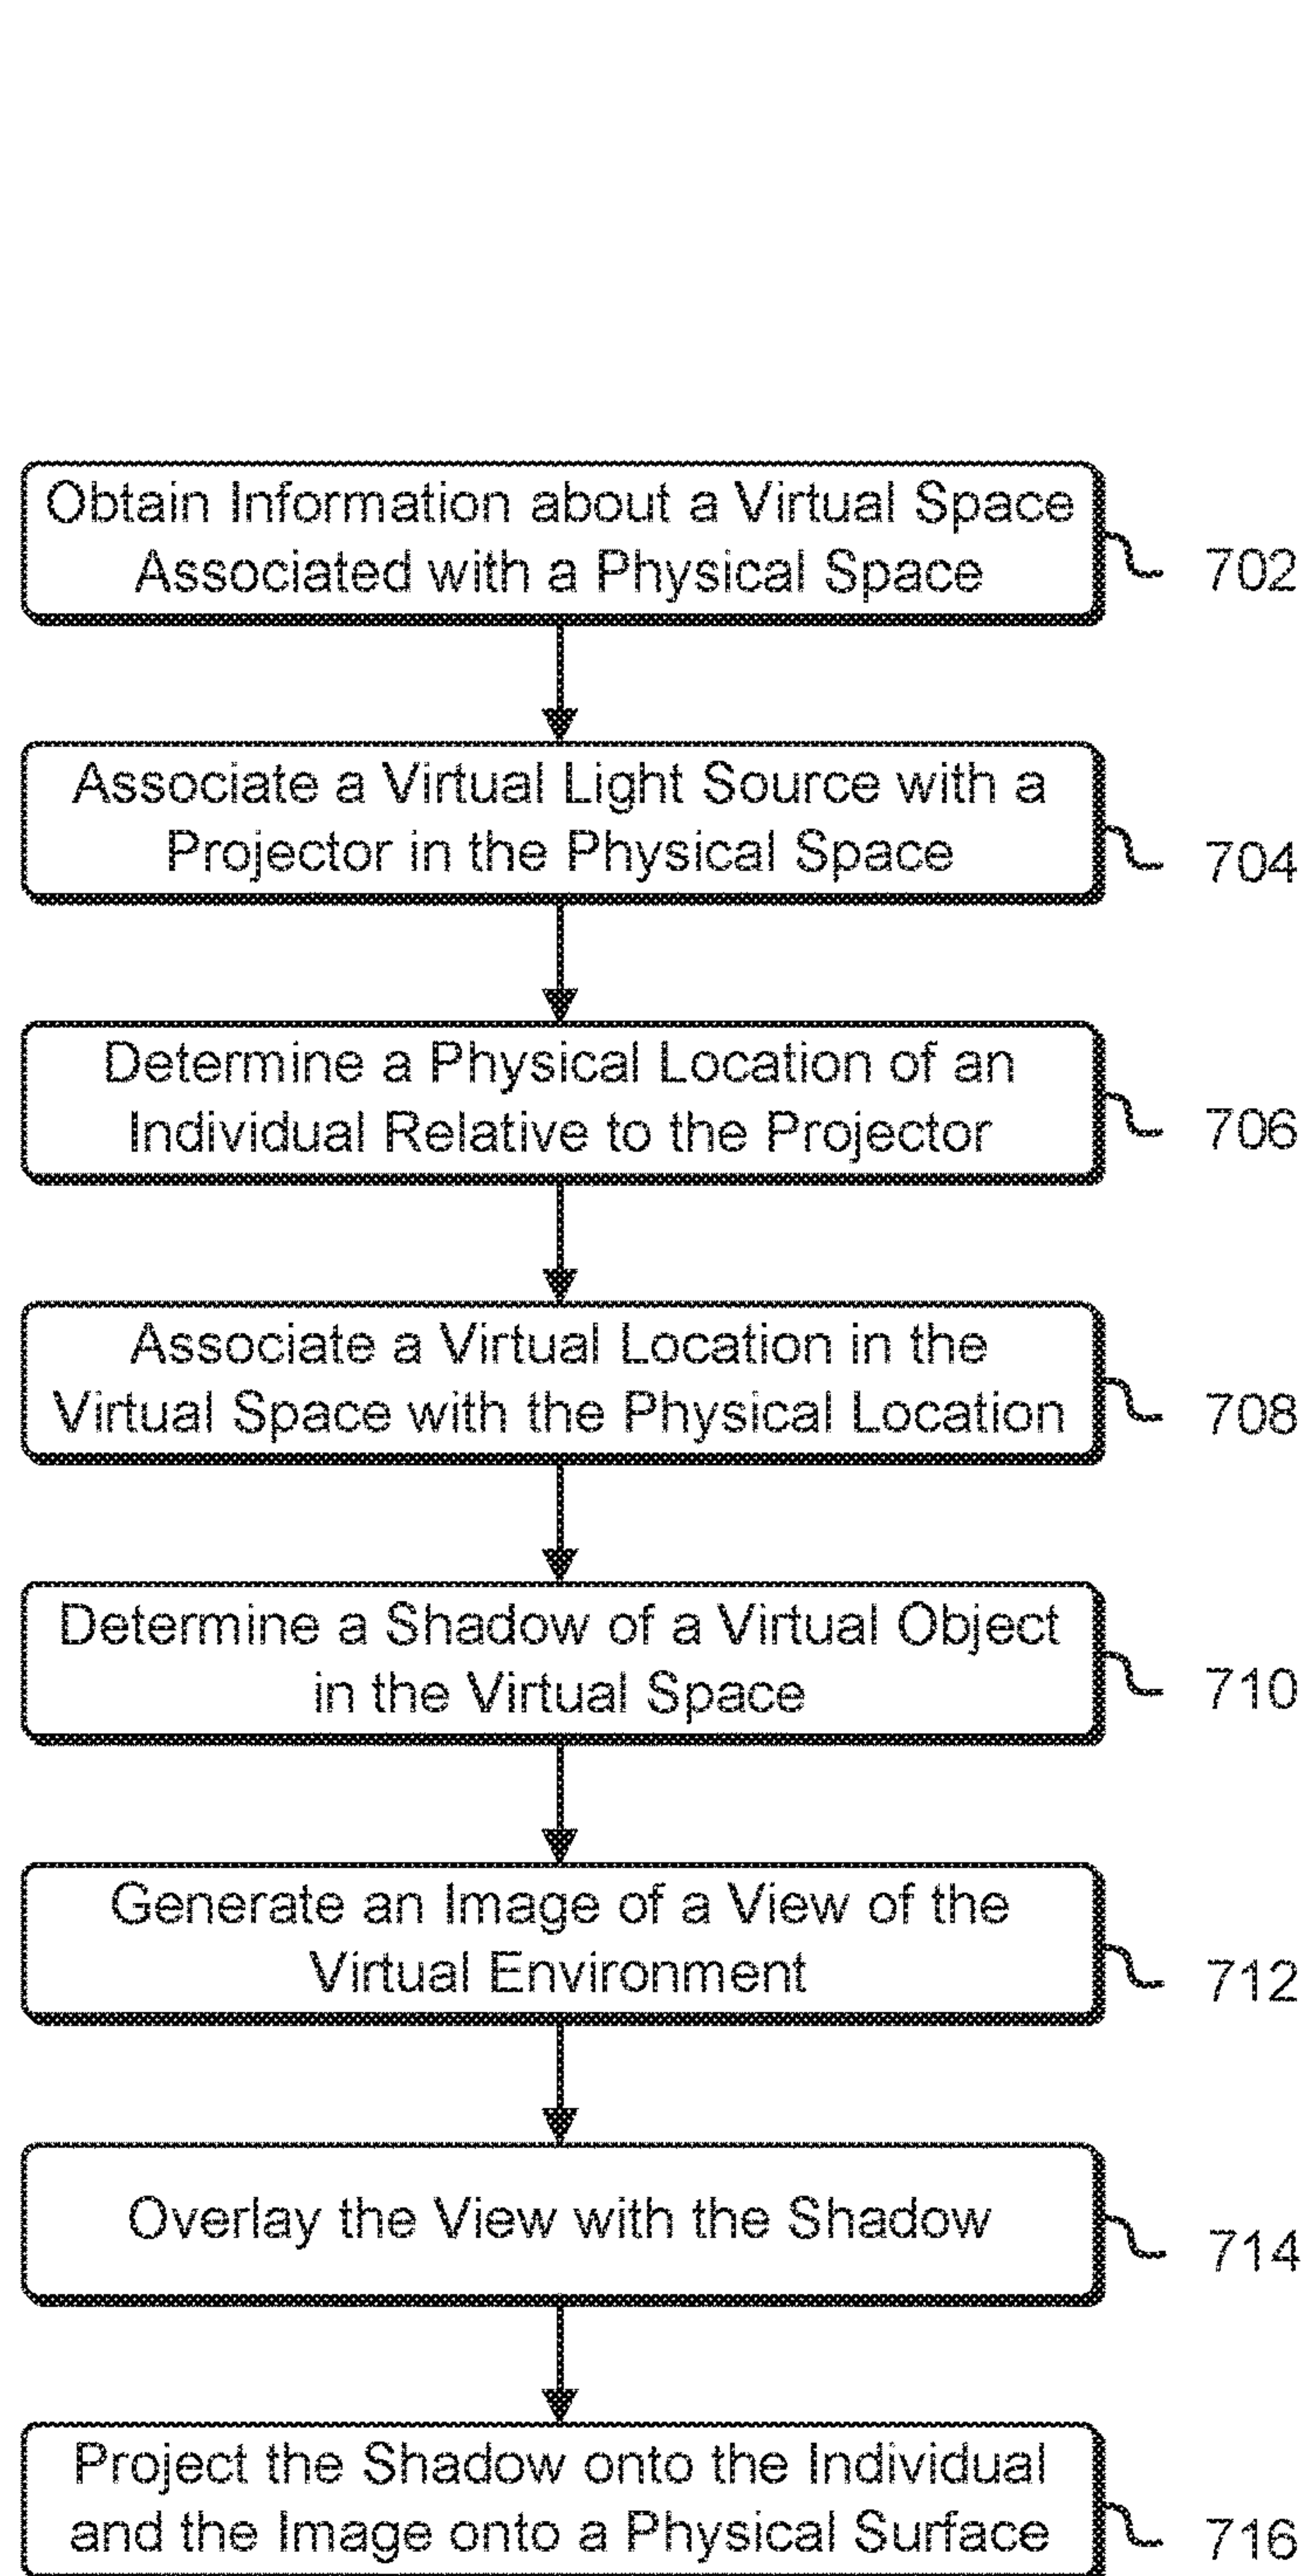 Obtain Information about a Virtual Space
Associated with a Physical Space
702
Associate a Virtual Light Source with a
Projector in the Physical Space
704
Determine a Physical Location of an
Individual Relative to the Projector
706
Associate a Virtual Location in the
Virtual Space with the Physical Location
708
Determine a Shadow of a Virtual Object
in the Virtual Space
710
Generate an Image of a View of the
Virtual Environment
712
Overlay the View with the Shadow
714
Project the Shadow onto the Individual
and the Image onto a Physical Surface
716